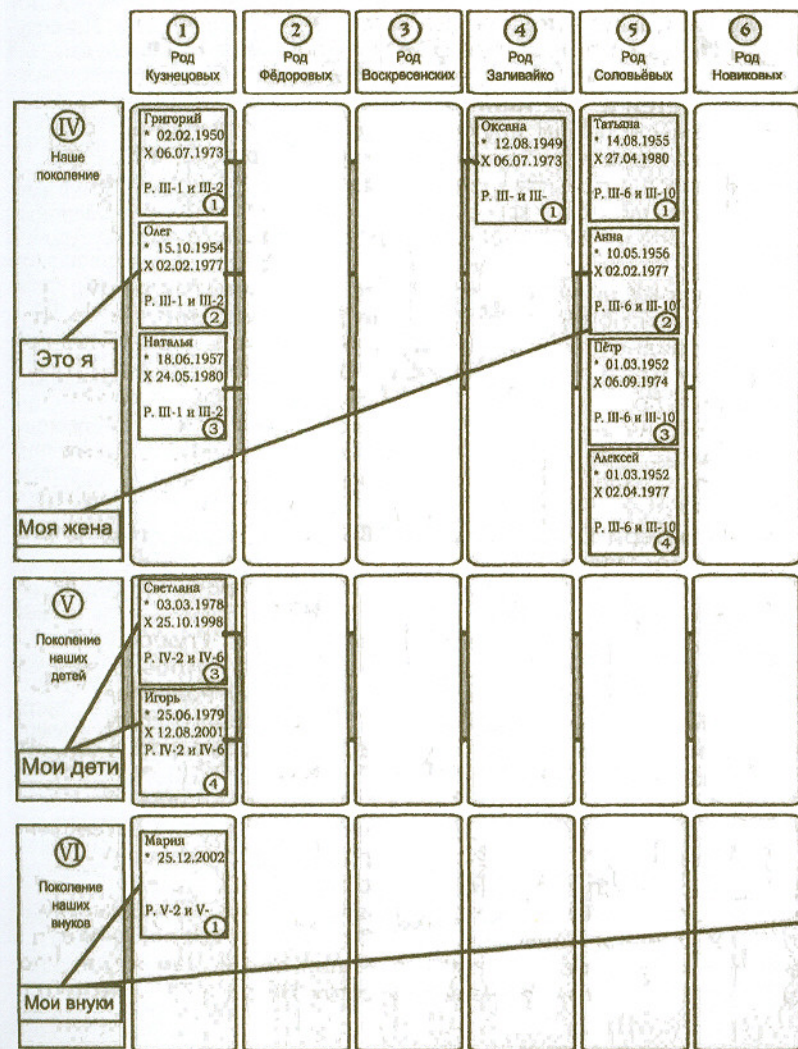 1
Род
Кузнецовых
2
Род
Фёдоровых
3
Род
Воскресенских
4
Род
Заливайко
5
Род
Соловьёвых
6
Род
Новиковых
IV
Наше
поколение
Это я
Моя жена
Григорий
* 02.02.1950
X 06.07.1973
Р. III-1 и III-2
1
Олег
* 15.10.1954
X 02.02.1977
Р. III-1 и III-2
2
Наталья
* 18.06.1957
X 24.05.1980
Р. III-1 и III-2
3
Оксана
* 12.08.1949
X 06.07.1973
Р. III- и III-
1
Татьяна
* 14.08.1955
X 27.04.1980
Р. III-6 и III-10
1
Анна
* 10.05.1956
X 02.02.1977
Р. III-6 и III-10
2
Пётр
* 01.03.1952
X 06.09.1974
Р. III-6 и III-10
3
Алексей
* 01.03.1952
X 02.04.1977
Р. III-6 и III-10
4
V
Поколение
наших
детей
Мои дети
Светлана
* 03.03.1978
X 25.10.1998
Р. IV-2 и IV-6
3
Игорь
* 25.06.1979
X 12.08.2001
Р. IV-2 и IV-6
4
VI
Поколение
наших
внуков
Мои внуки
Мария
* 25.12.2002
Р. V-2 и V-
1